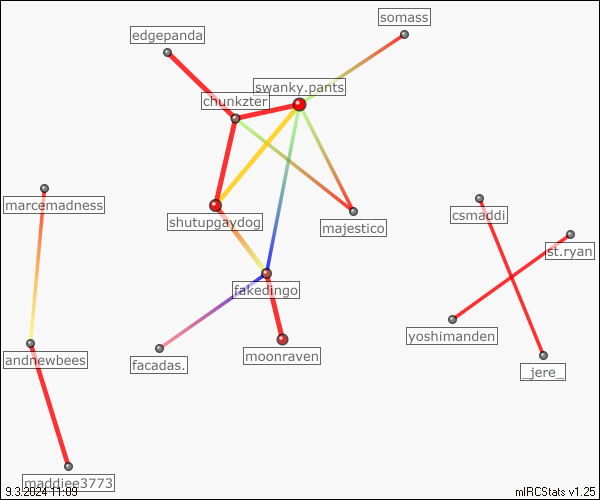 somass
edgepanda
swanky.pants
chunkzter
marcemadness
csmaddi
shutupgaydog
majestico
st.ryan
fakedingo
yoshimanden
moonraven
andnewbees
facadas.
_jere_
maddiee3773
9.3.2024 11:09
mIRCStats v1.25